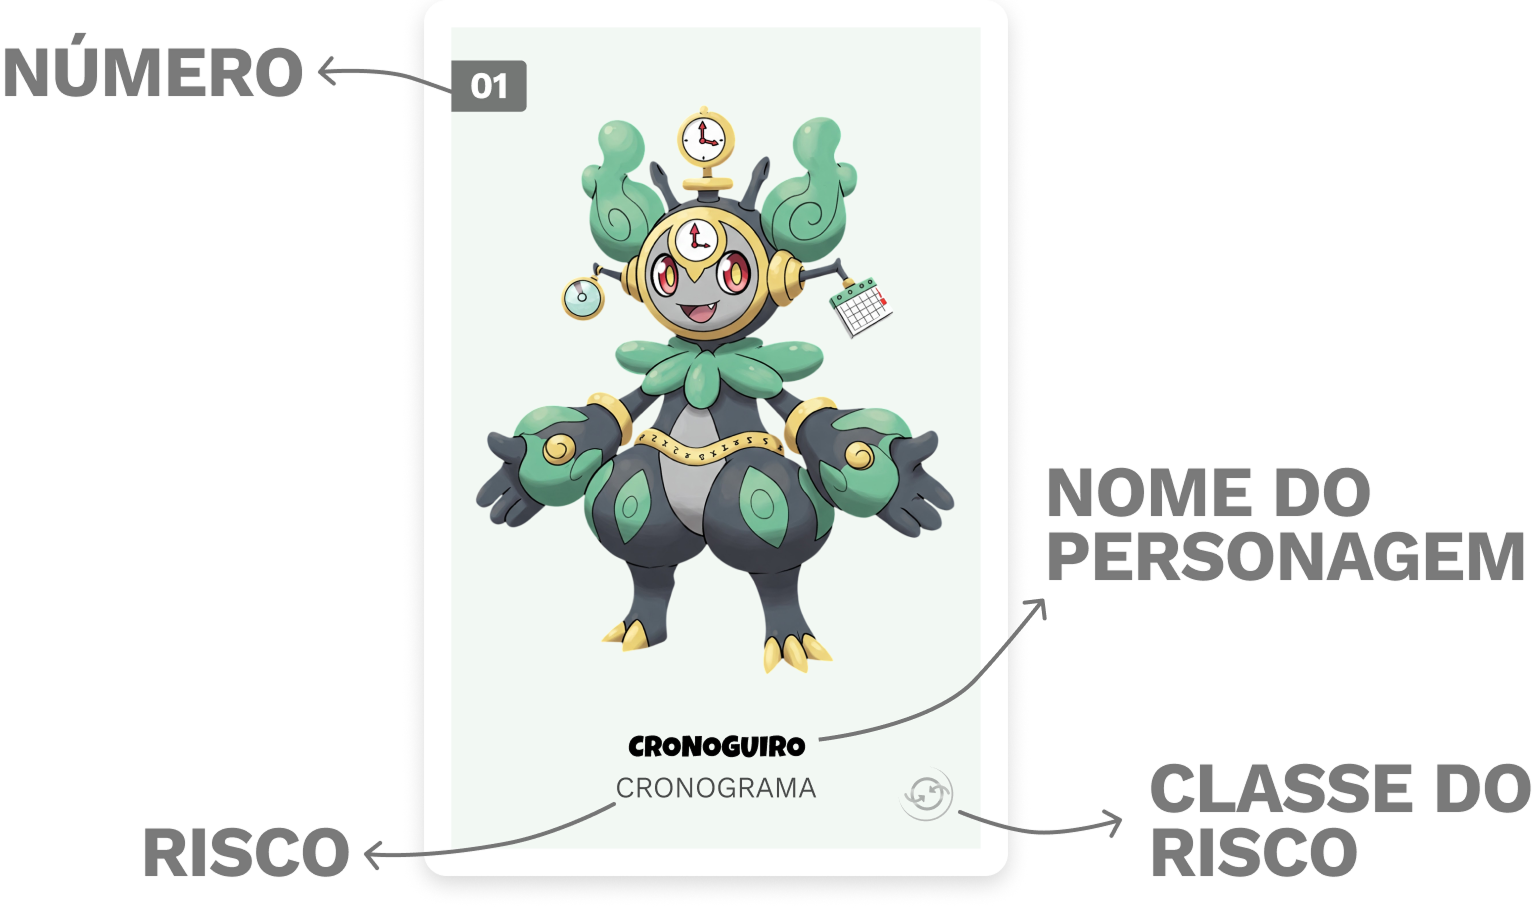 NÚMERO
01
NOME DO
PERSONAGEM
CRONOGUIRO
CRONOGRAMA
CLASSE DO
RISCO
RISCO